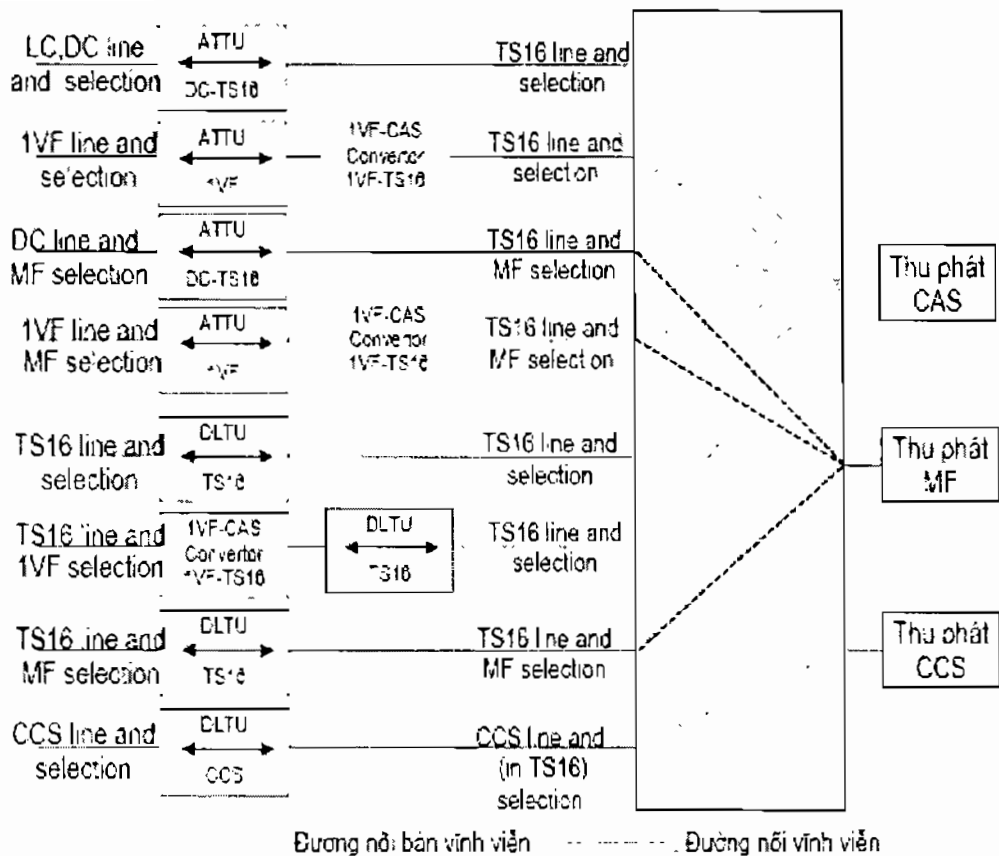 LC,DC line
and selection
ATTU
DC-TS16
TS16 line and
selection
1VF line and
selection
ATTU
1VF
1VF-CAS
Convertor
1VF-TS16
TS16 line and
selection
DC line and
MF selection
ATTU
DC-TS16
TS16 line and
MF selection
1VF line and
MF selection
ATTU
1VF
1VF-CAS
Convertor
1VF-TS16
TS16 line and
MF selection
TS16 line and
selection
DLTU
TS16
TS16 line and
selection
TS16 line and
1VF selection
1VF-CAS
Convertor
1VF-TS16
DLTU
TS16
TS16 line and
selection
TS16 line and
MF selection
DLTU
TS16
TS16 line and
MF selection
CCS line and
selection
DLTU
CCS
CCS line and
(in TS16)
selection
Thu phát
CAS
Thu phát
MF
Thu phát
CCS
Đương nối bán vĩnh viễn
Đường nối vĩnh viễn